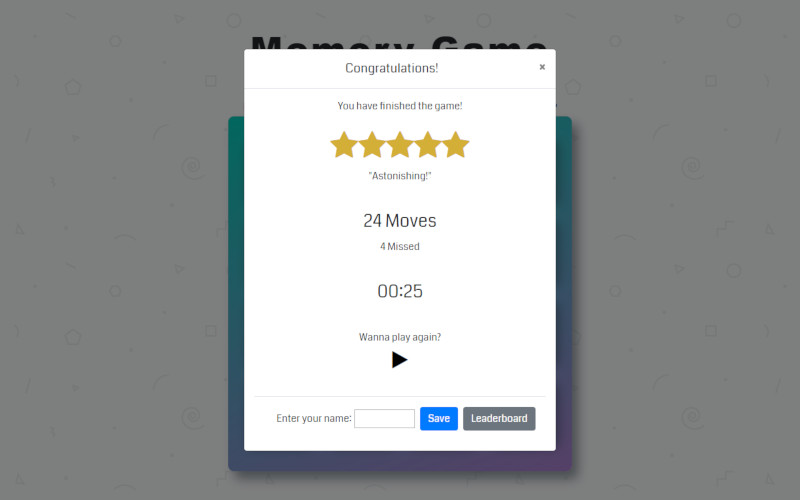 Memory Game
Congratulations!
×
You have finished the game!
"Astonishing!"
24 Moves
4 Missed
00:25
Wanna play again?
Enter your name: Save Leaderboard